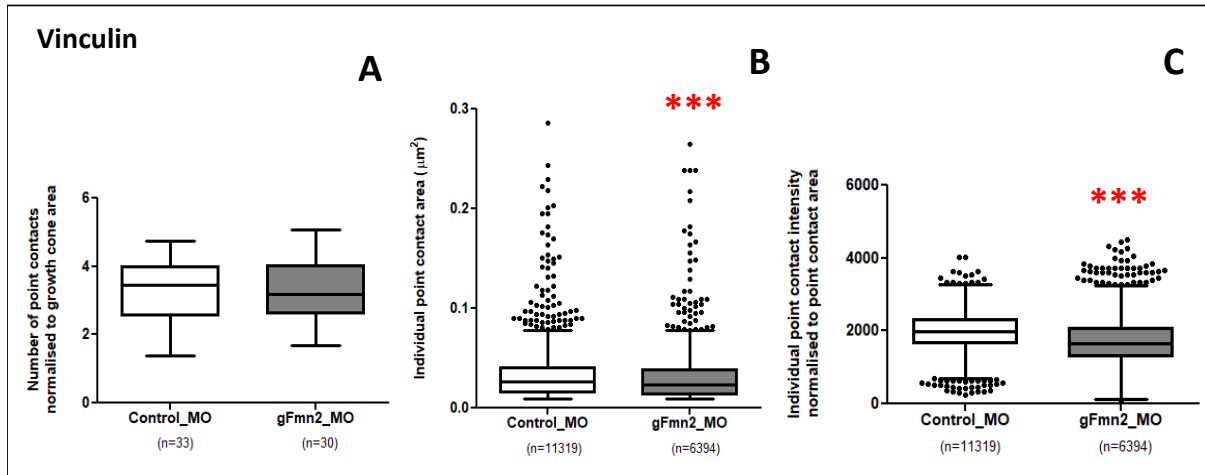 Vinculin
A
Number of point contacts
normalised to growth cone area
6
4
2
0
Control_MO
gFmn2_MO
(n=33)
(n=30)
B
***
Individual point contact area (µm²)
0.3
0.2
0.1
0.0
Control_MO
gFmn2_MO
(n=11319)
(n=6394)
C
***
Individual point contact intensity
normalised to point contact area
6000
4000
2000
0
Control_MO
gFmn2_MO
(n=11319)
(n=6394)